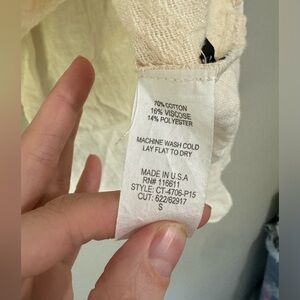 70% COTTON
16% VISCOSE
14% POLYESTER
MACHINE WASH COLD
LAY FLAT TO DRY
MADE IN U.S.A
RN# 116611
STYLE: CT-4706-P15
CUT: 622/62917
S